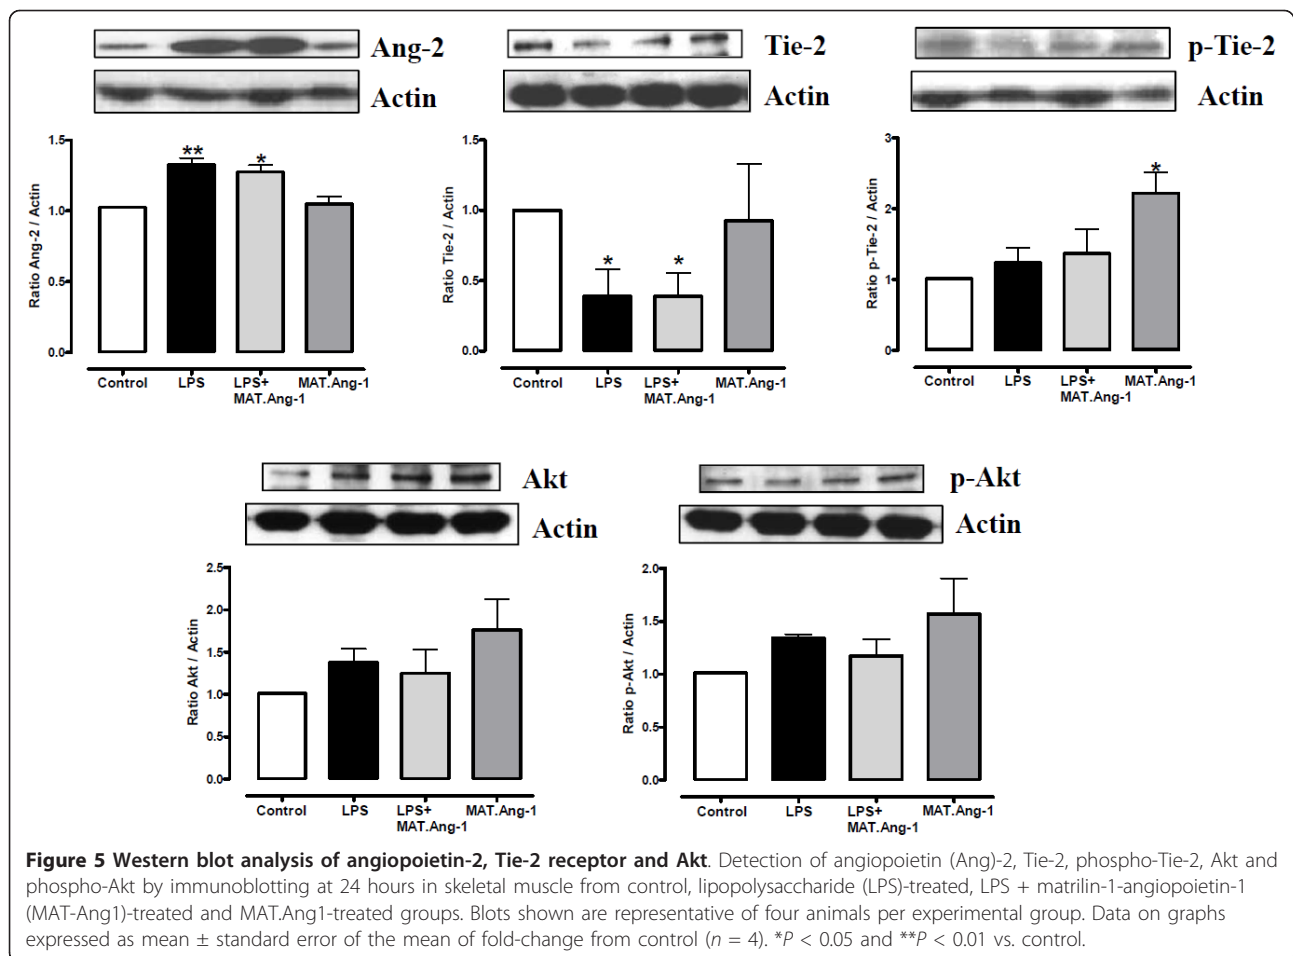 Ang-2
Actin
Ratio Ang-2 / Actin
1.5
1.0
0.5
0.0
**
*
Control
LPS
LPS+
MAT.Ang-1
MAT.Ang-1
Tie-2
Actin
Ratio Tie-2 / Actin
1.5
1.0
0.5
0.0
*
*
Control
LPS
LPS+
MAT.Ang-1
MAT.Ang-1
p-Tie-2
Actin
Ratio p-Tie-2 / Actin
3
2
1
0
*
Control
LPS
LPS+
MAT.Ang-1
MAT.Ang-1
Akt
Actin
Ratio Akt / Actin
2.5
2.0
1.5
1.0
0.5
0.0
Control
LPS
LPS+
MAT.Ang-1
MAT.Ang-1
p-Akt
Actin
Ratio p-Akt / Actin
2.0
1.5
1.0
0.5
0.0
Control
LPS
LPS+
MAT.Ang-1
MAT.Ang-1
Figure 5 Western blot analysis of angiopoietin-2, Tie-2 receptor and Akt. Detection of angiopoietin (Ang)-2, Tie-2, phospho-Tie-2, Akt and
phospho-Akt by immunoblotting at 24 hours in skeletal muscle from control, lipopolysaccharide (LPS)-treated, LPS + matrilin-1-angiopoietin-1
(MAT-Ang1)-treated and MAT.Ang1-treated groups. Blots shown are representative of four animals per experimental group. Data on graphs
expressed as mean ± standard error of the mean of fold-change from control (n = 4). *P < 0.05 and **P < 0.01 vs. control.